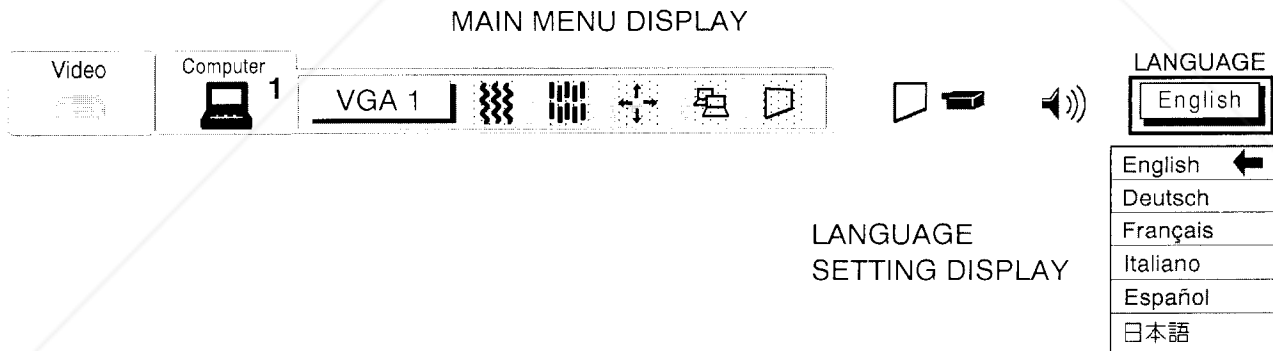 MAIN MENU DISPLAY
Video
Computer
1
VGA 1
LANGUAGE
English
English
Deutsch
Français
LANGUAGE
SETTING DISPLAY
Italiano
Español
日本語